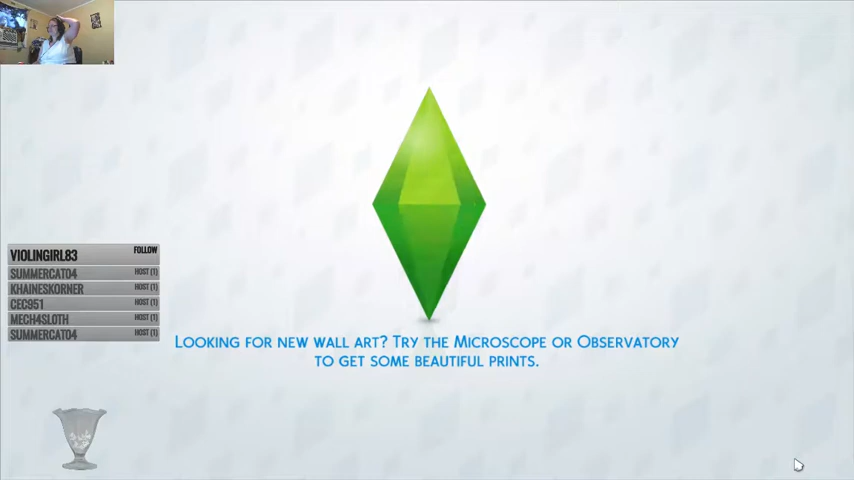 VIOLINGIRL83 FOLLOW
SUMMERCAT04 HOST (1)
KHAINESKORNER HOST (1)
CEC951 HOST (1)
MECH4SLOTH HOST (1)
SUMMERCAT04 HOST (1)
LOOKING FOR NEW WALL ART? TRY THE MICROSCOPE OR OBSERVATORY
TO GET SOME BEAUTIFUL PRINTS.